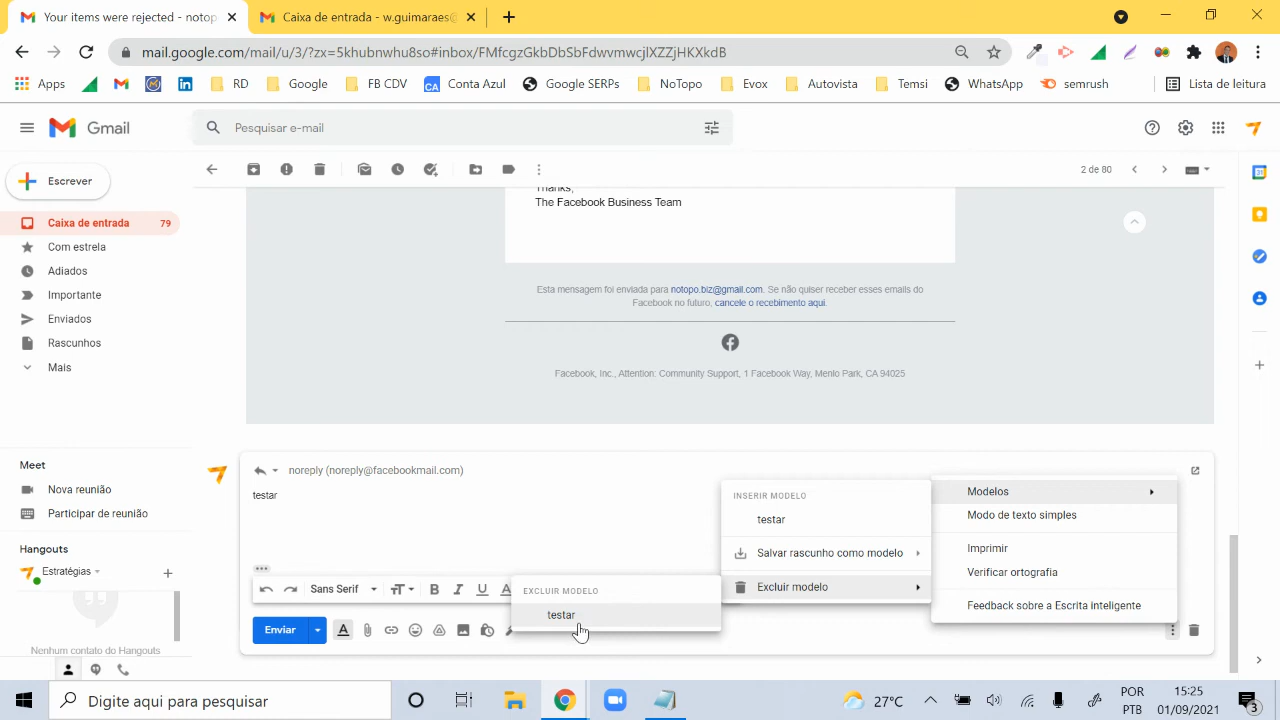 Your items were rejected - notopo
Caixa de entrada - w.guimaraes@
mail.google.com/mail/u/3/?zx=5khubnwhu8so#inbox/FMfcgzGkbDbSbFdwvmwcjlXZZjHKXkdB
Apps
RD
Google
FB CDV
CA
Conta Azul
Google SERPs
NoTopo
Evox
Autovista
Temsi
WhatsApp
semrush
Lista de leitura
Gmail
Pesquisar e-mail
Escrever
2 de 80
Caixa de entrada 79
Com estrela
Adiados
Importante
Enviados
Rascunhos
Mais
Thanks,
The Facebook Business Team
Esta mensagem foi enviada para notopo.biz@gmail.com. Se não quiser receber esses emails do
Facebook no futuro, cancele o recebimento aqui.
Facebook, Inc., Attention: Community Support, 1 Facebook Way, Menlo Park, CA 94025
Meet
Nova reunião
Participar de reunião
Hangouts
Estratégias
Nenhum contato do Hangouts
noreply (noreply@facebookmail.com)
testar
Sans Serif
B I U A
Enviar
EXCLUIR MODELO
testar
INSERIR MODELO
testar
Salvar rascunho como modelo
Excluir modelo
Modelos
Modo de texto simples
Imprimir
Verificar ortografia
Feedback sobre a Escrita inteligente
Digite aqui para pesquisar
27°C
POR
PTB
15:25
01/09/2021
3